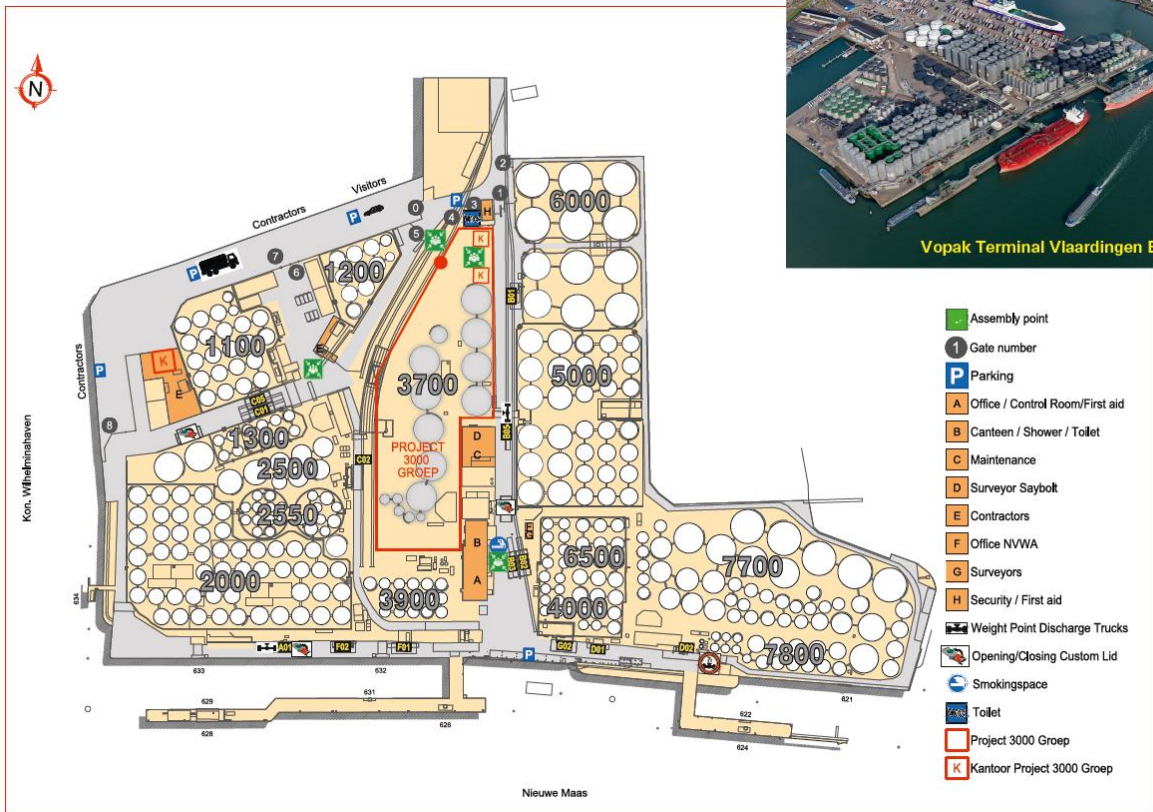 Vopak Terminal Vlaardingen
N
Visitors
Contractors
Contractors
Kon. Wilhelminahaven
Nieuwe Maas
P
P
P
P
P
0
1
2
3
4
5
6
7
8
H
K
K
K
E
E
6000
1200
1100
3700
5000
PROJECT
3000
GROEP
1300
2500
2550
2000
3900
6500
4000
7700
7800
B01
B05
C05
C01
C02
D
C
B
A
B03
B02
A01
F02
F01
G02
D01
D02
634
633
632
631
629
628
626
622
624
621
Assembly point
1 Gate number
P Parking
A Office / Control Room/First aid
B Canteen / Shower / Toilet
C Maintenance
D Surveyor Saybolt
E Contractors
F Office NVWA
G Surveyors
H Security / First aid
Weight Point Discharge Trucks
Opening/Closing Custom Lid
Smokingspace
Toilet
Project 3000 Groep
K Kantoor Project 3000 Groep